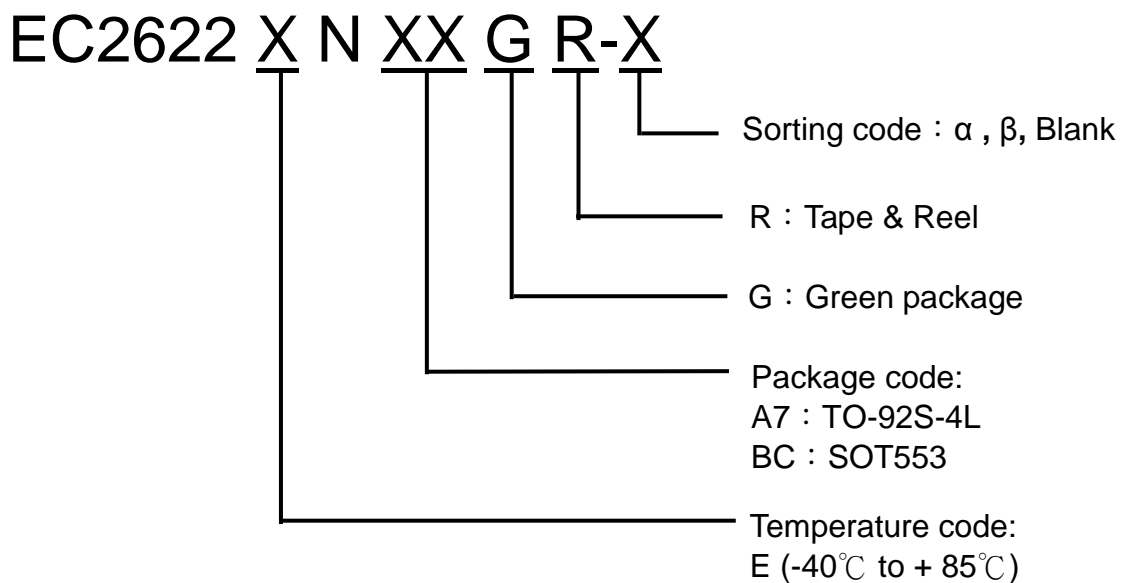 EC2622 X N XX G R-X
Sorting code：α , β, Blank
R：Tape & Reel
G：Green package
Package code:
A7：TO-92S-4L
BC：SOT553
Temperature code:
E (-40℃ to + 85℃)